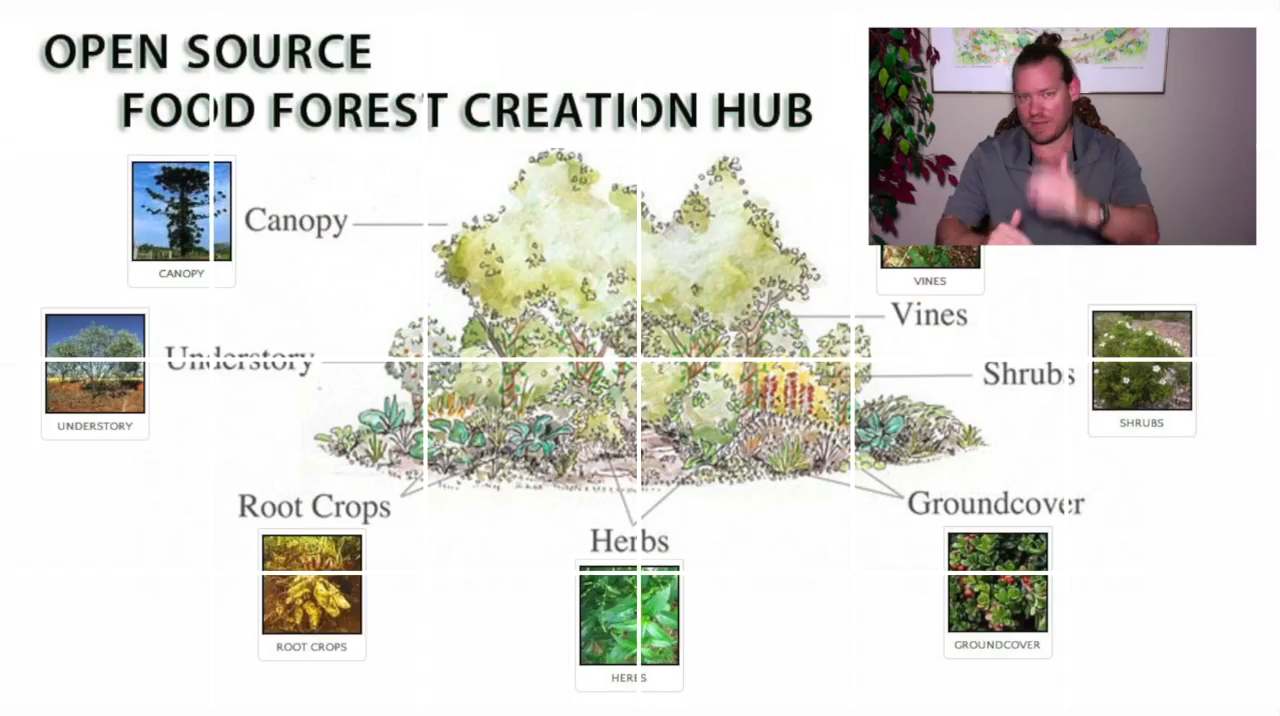 OPEN SOURCE
FOOD FOREST CREATION HUB
Canopy
CANOPY
VINES
Vines
Understory
Shrubs
UNDERSTORY
SHRUBS
Root Crops
Groundcover
Herbs
ROOT CROPS
GROUNDCOVER
HERBS